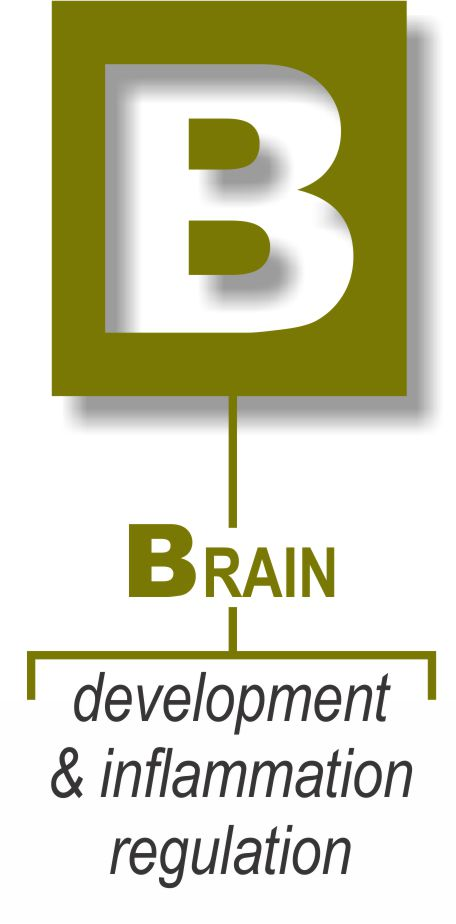 B
BRAIN
development
& inflammation
regulation